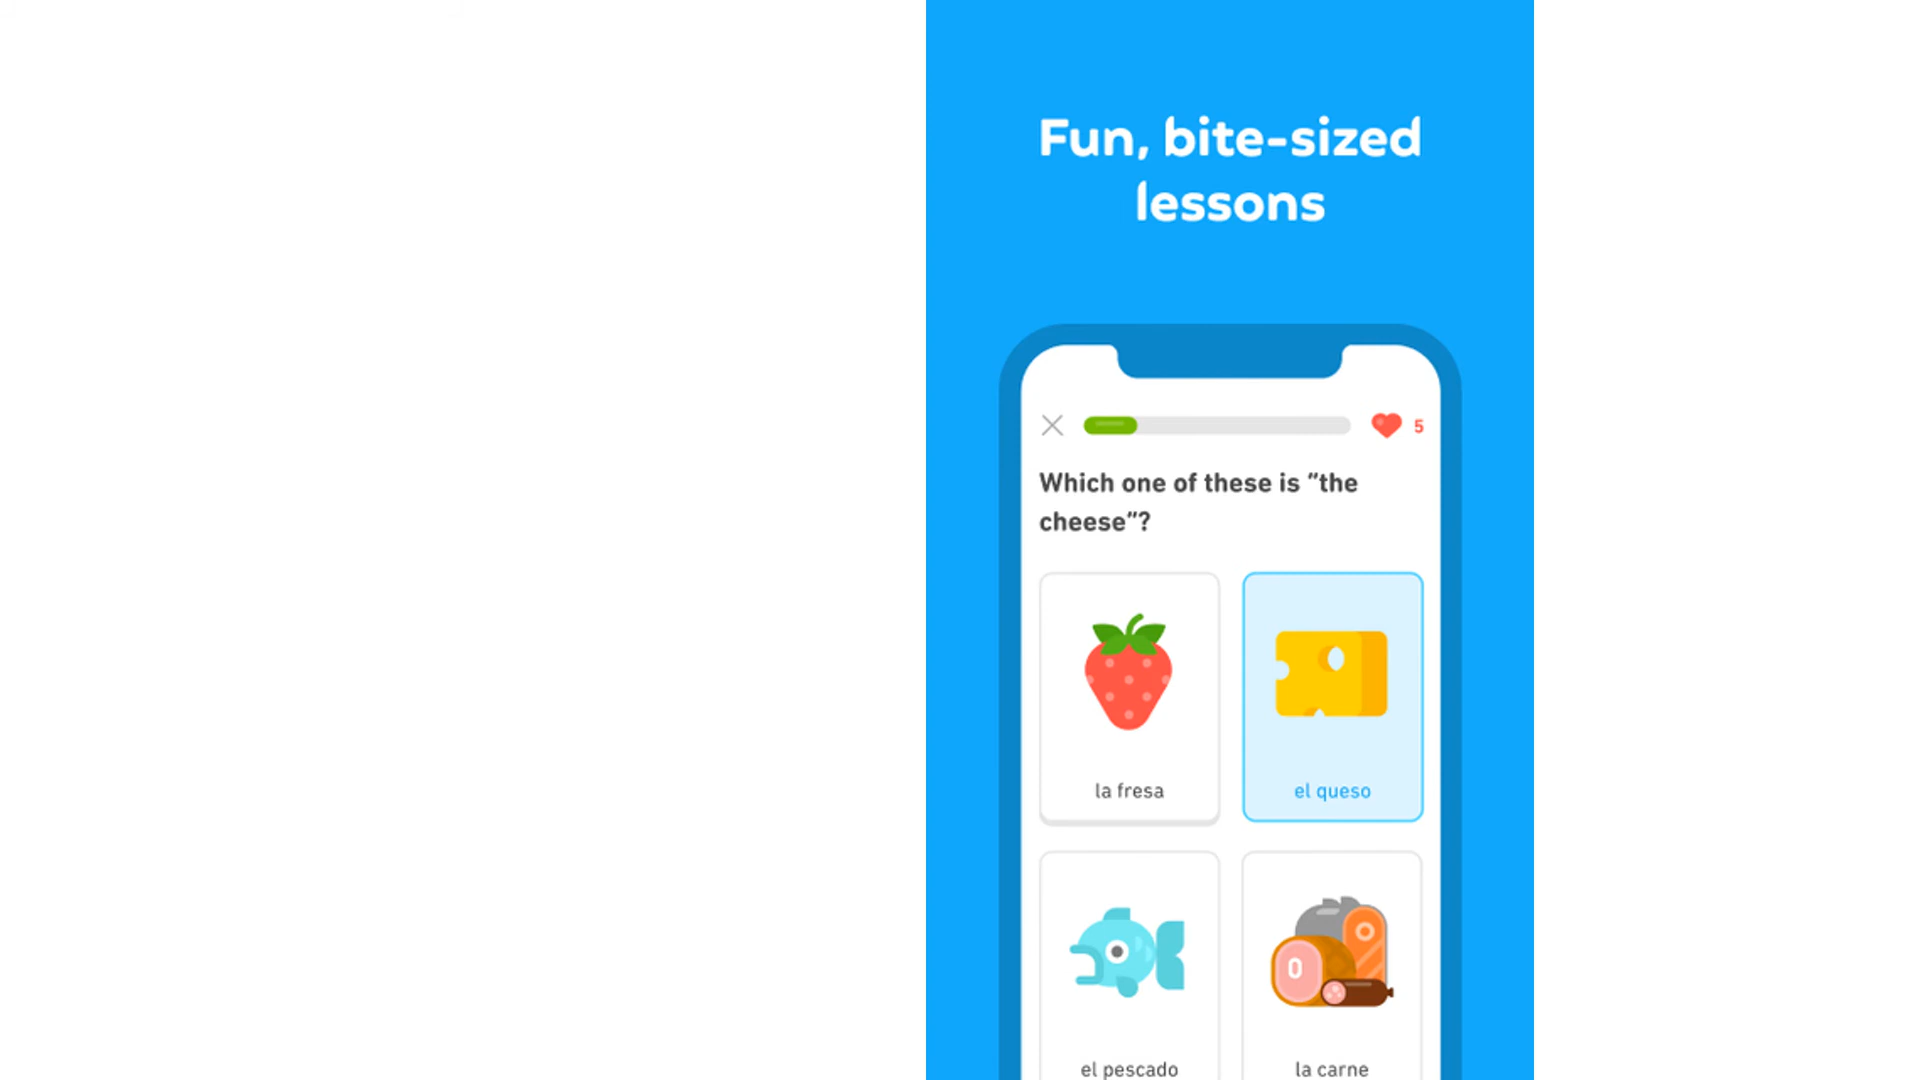 Fun, bite-sized
lessons
5
Which one of these is “the
cheese”?
la fresa
el queso
el pescado
la carne